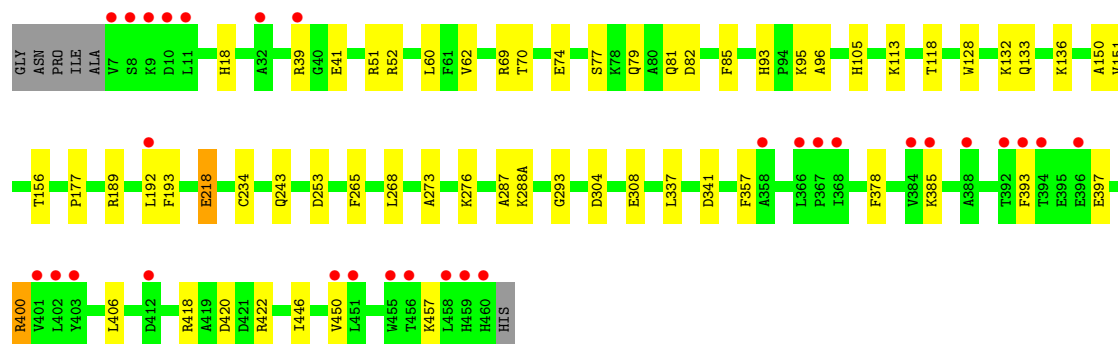 GLY ASN PRO ILE ALA V7 S8 K9 D10 L11 H18 A32 R39 G40 E41 R51 R52 L60 F61 V62 R69 T70 E74 S77 K78 Q79 A80 Q81 D82 F85 H93 P94 K95 A96 H105 K113 T118 W128 K132 Q133 K136 A150 V151
T156 P177 R189 L192 F193 E218 C234 Q243 D253 F265 L268 A273 K276 A287 K288A G293 D304 E308 L337 D341 F357 A358 L366 P367 I368 F378 V384 K385 A388 T392 F393 T394 E395 E396 E397
R400 V401 L402 Y403 L406 D412 R418 A419 D420 D421 R422 I446 V450 L451 W455 T456 K457 L458 H459 H460 HIS